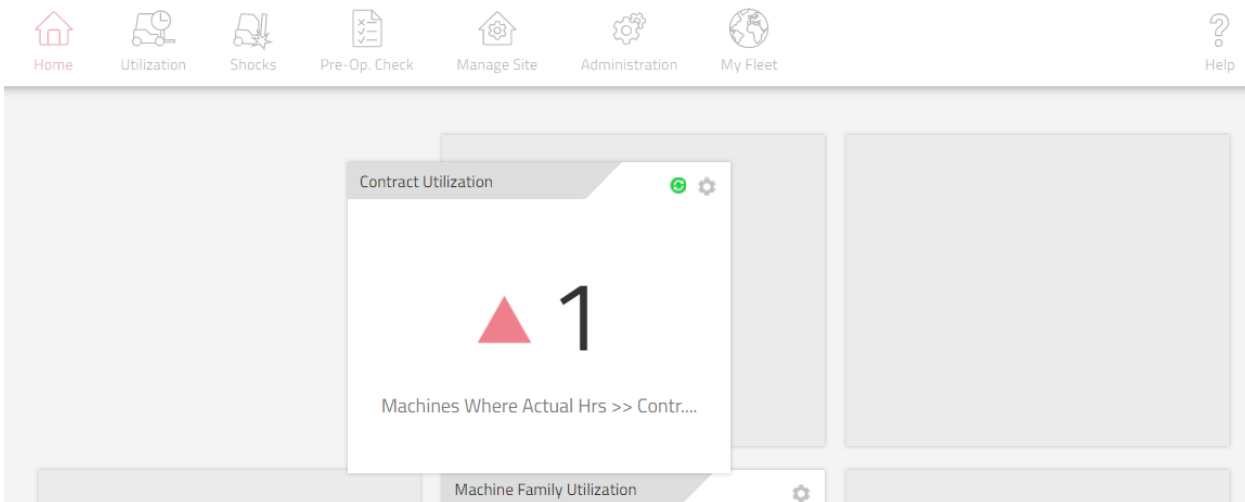 Home
Utilization
Shocks
Pre-Op. Check
Manage Site
Administration
My Fleet
Help
Contract Utilization
1
Machines Where Actual Hrs >> Contr....
Machine Family Utilization